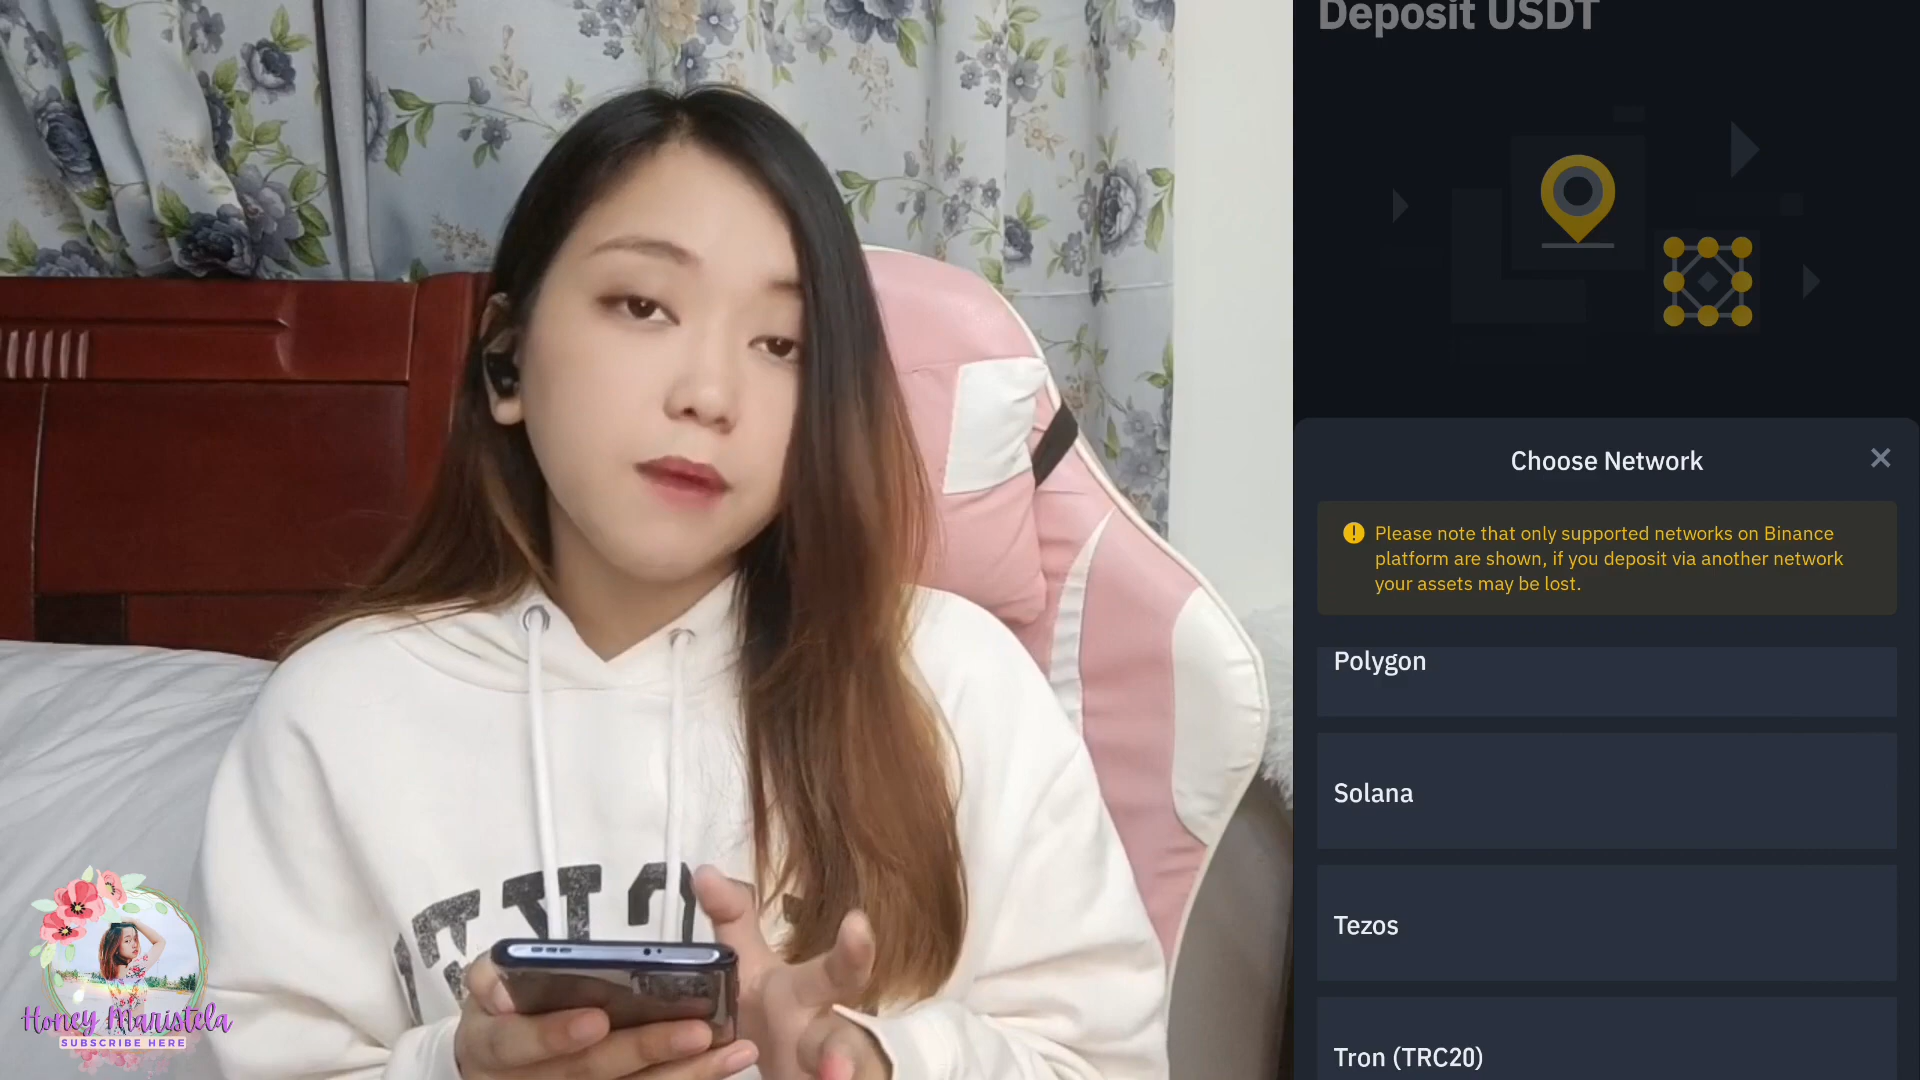 Deposit USDT
Choose Network
Please note that only supported networks on Binance
platform are shown, if you deposit via another network
your assets may be lost.
Polygon
Solana
Tezos
Tron (TRC20)
Honey Maristela
SUBSCRIBE HERE